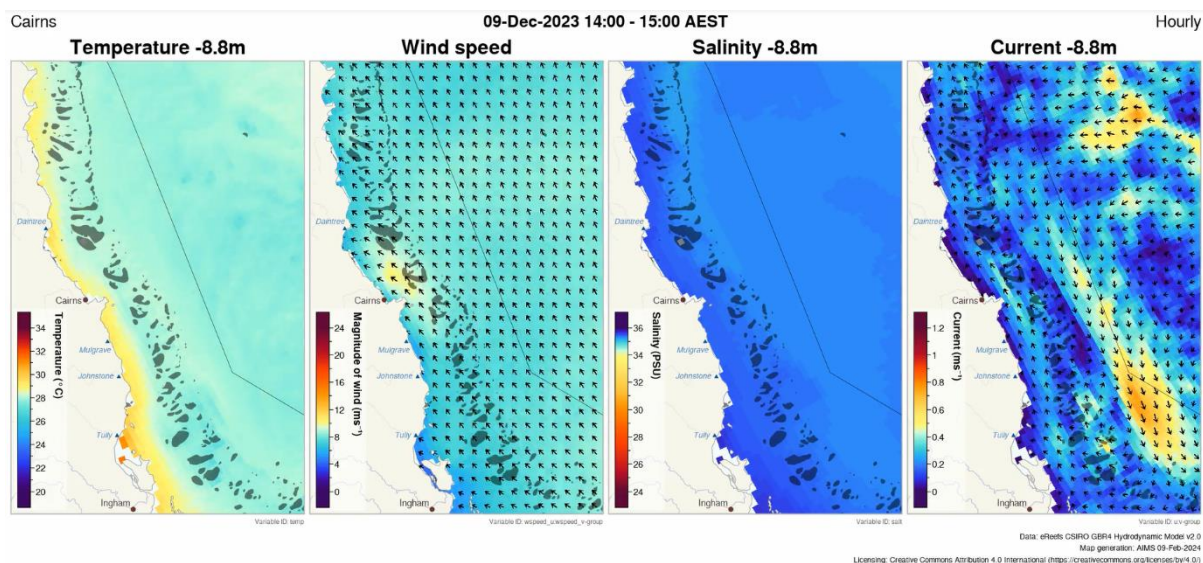 Cairns
09-Dec-2023 14:00 - 15:00 AEST
Hourly
Temperature -8.8m
Wind speed
Salinity -8.8m
Current -8.8m
Daintree
Cairns
Mulgrave
Johnstone
Tully
Ingham
Temperature (°C)
34
32
30
28
26
24
22
20
Variable ID: temp
Daintree
Cairns
Mulgrave
Johnstone
Tully
Ingham
Magnitude of wind (ms⁻¹)
24
20
16
12
8
4
0
Variable ID: wspeed_u:wspeed_v-group
Daintree
Cairns
Mulgrave
Johnstone
Tully
Ingham
Salinity (PSU)
36
34
32
30
28
26
24
Variable ID: salt
Daintree
Cairns
Mulgrave
Johnstone
Tully
Ingham
Current (ms⁻¹)
1.2
1
0.8
0.6
0.4
0.2
0
Variable ID: u:v-group
Data: eReefs CSIRO GBR4 Hydrodynamic Model v2.0
Map generation: AIMS 09-Feb-2024
Licensing: Creative Commons Attribution 4.0 International (https://creativecommons.org/licenses/by/4.0/)